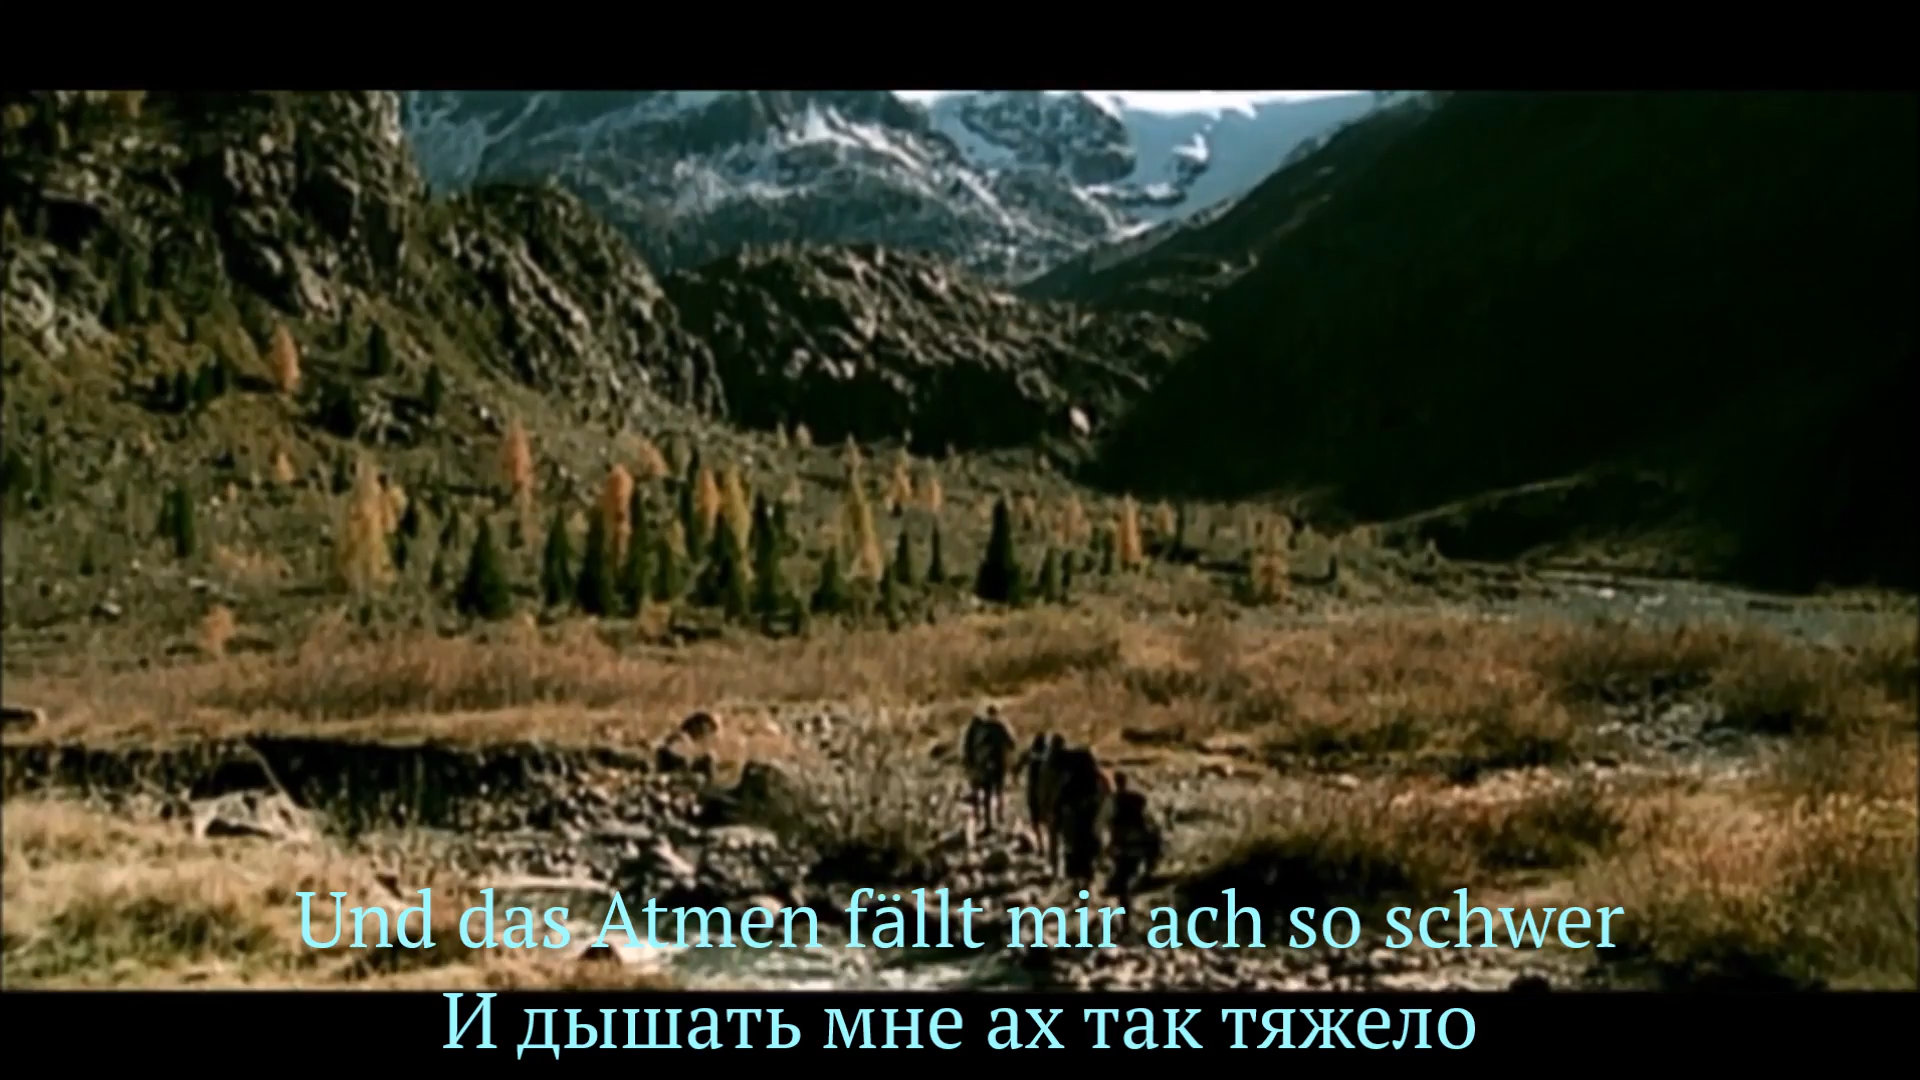 Und das Atmen fällt mir ach so schwer
И дышать мне ах так тяжело